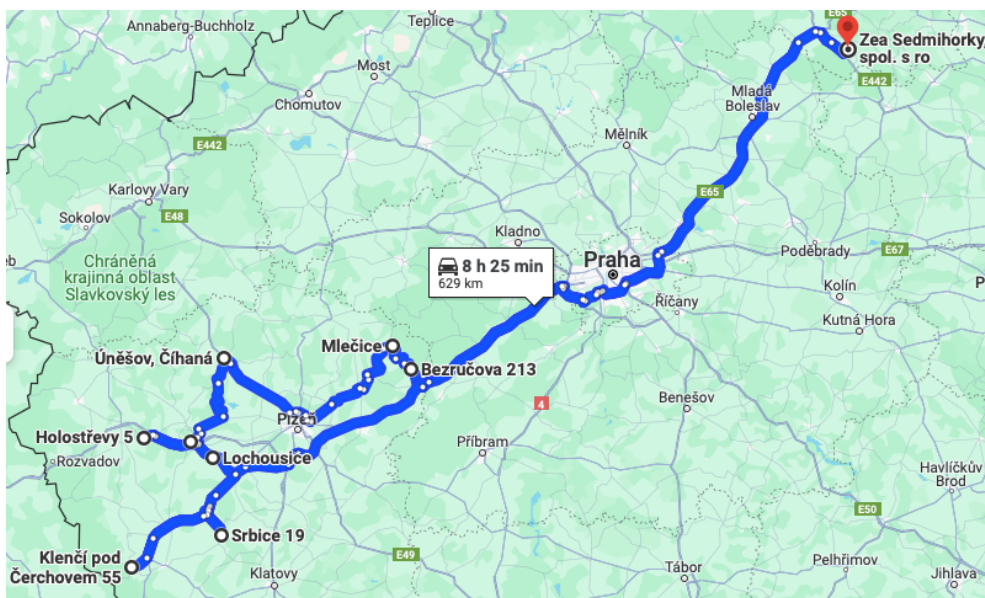 Annaberg-Buchholz
Teplice
E65
Zea Sedmihorky,
spol. s ro
Most
E442
Chomutov
Mladá
Boleslav
Mělník
E442
Karlovy Vary
E65
Sokolov
E48
Kladno
Chráněná
krajinná oblast
Slavkovský les
Praha
Poděbrady
E67
eb
8 h 25 min
629 km
Kolín
Říčany
Kutná Hora
Mlečice
Úněšov, Číhaná
Bezručova 213
Benešov
4
Plzeň
Holostřevy 5
Příbram
Rozvadov
Lochousice
Havlíčkův
Brod
E50
Srbice 19
Klenčí pod
Čerchovem 55
E49
Klatovy
Tábor
Pelhřimov
Jihlava